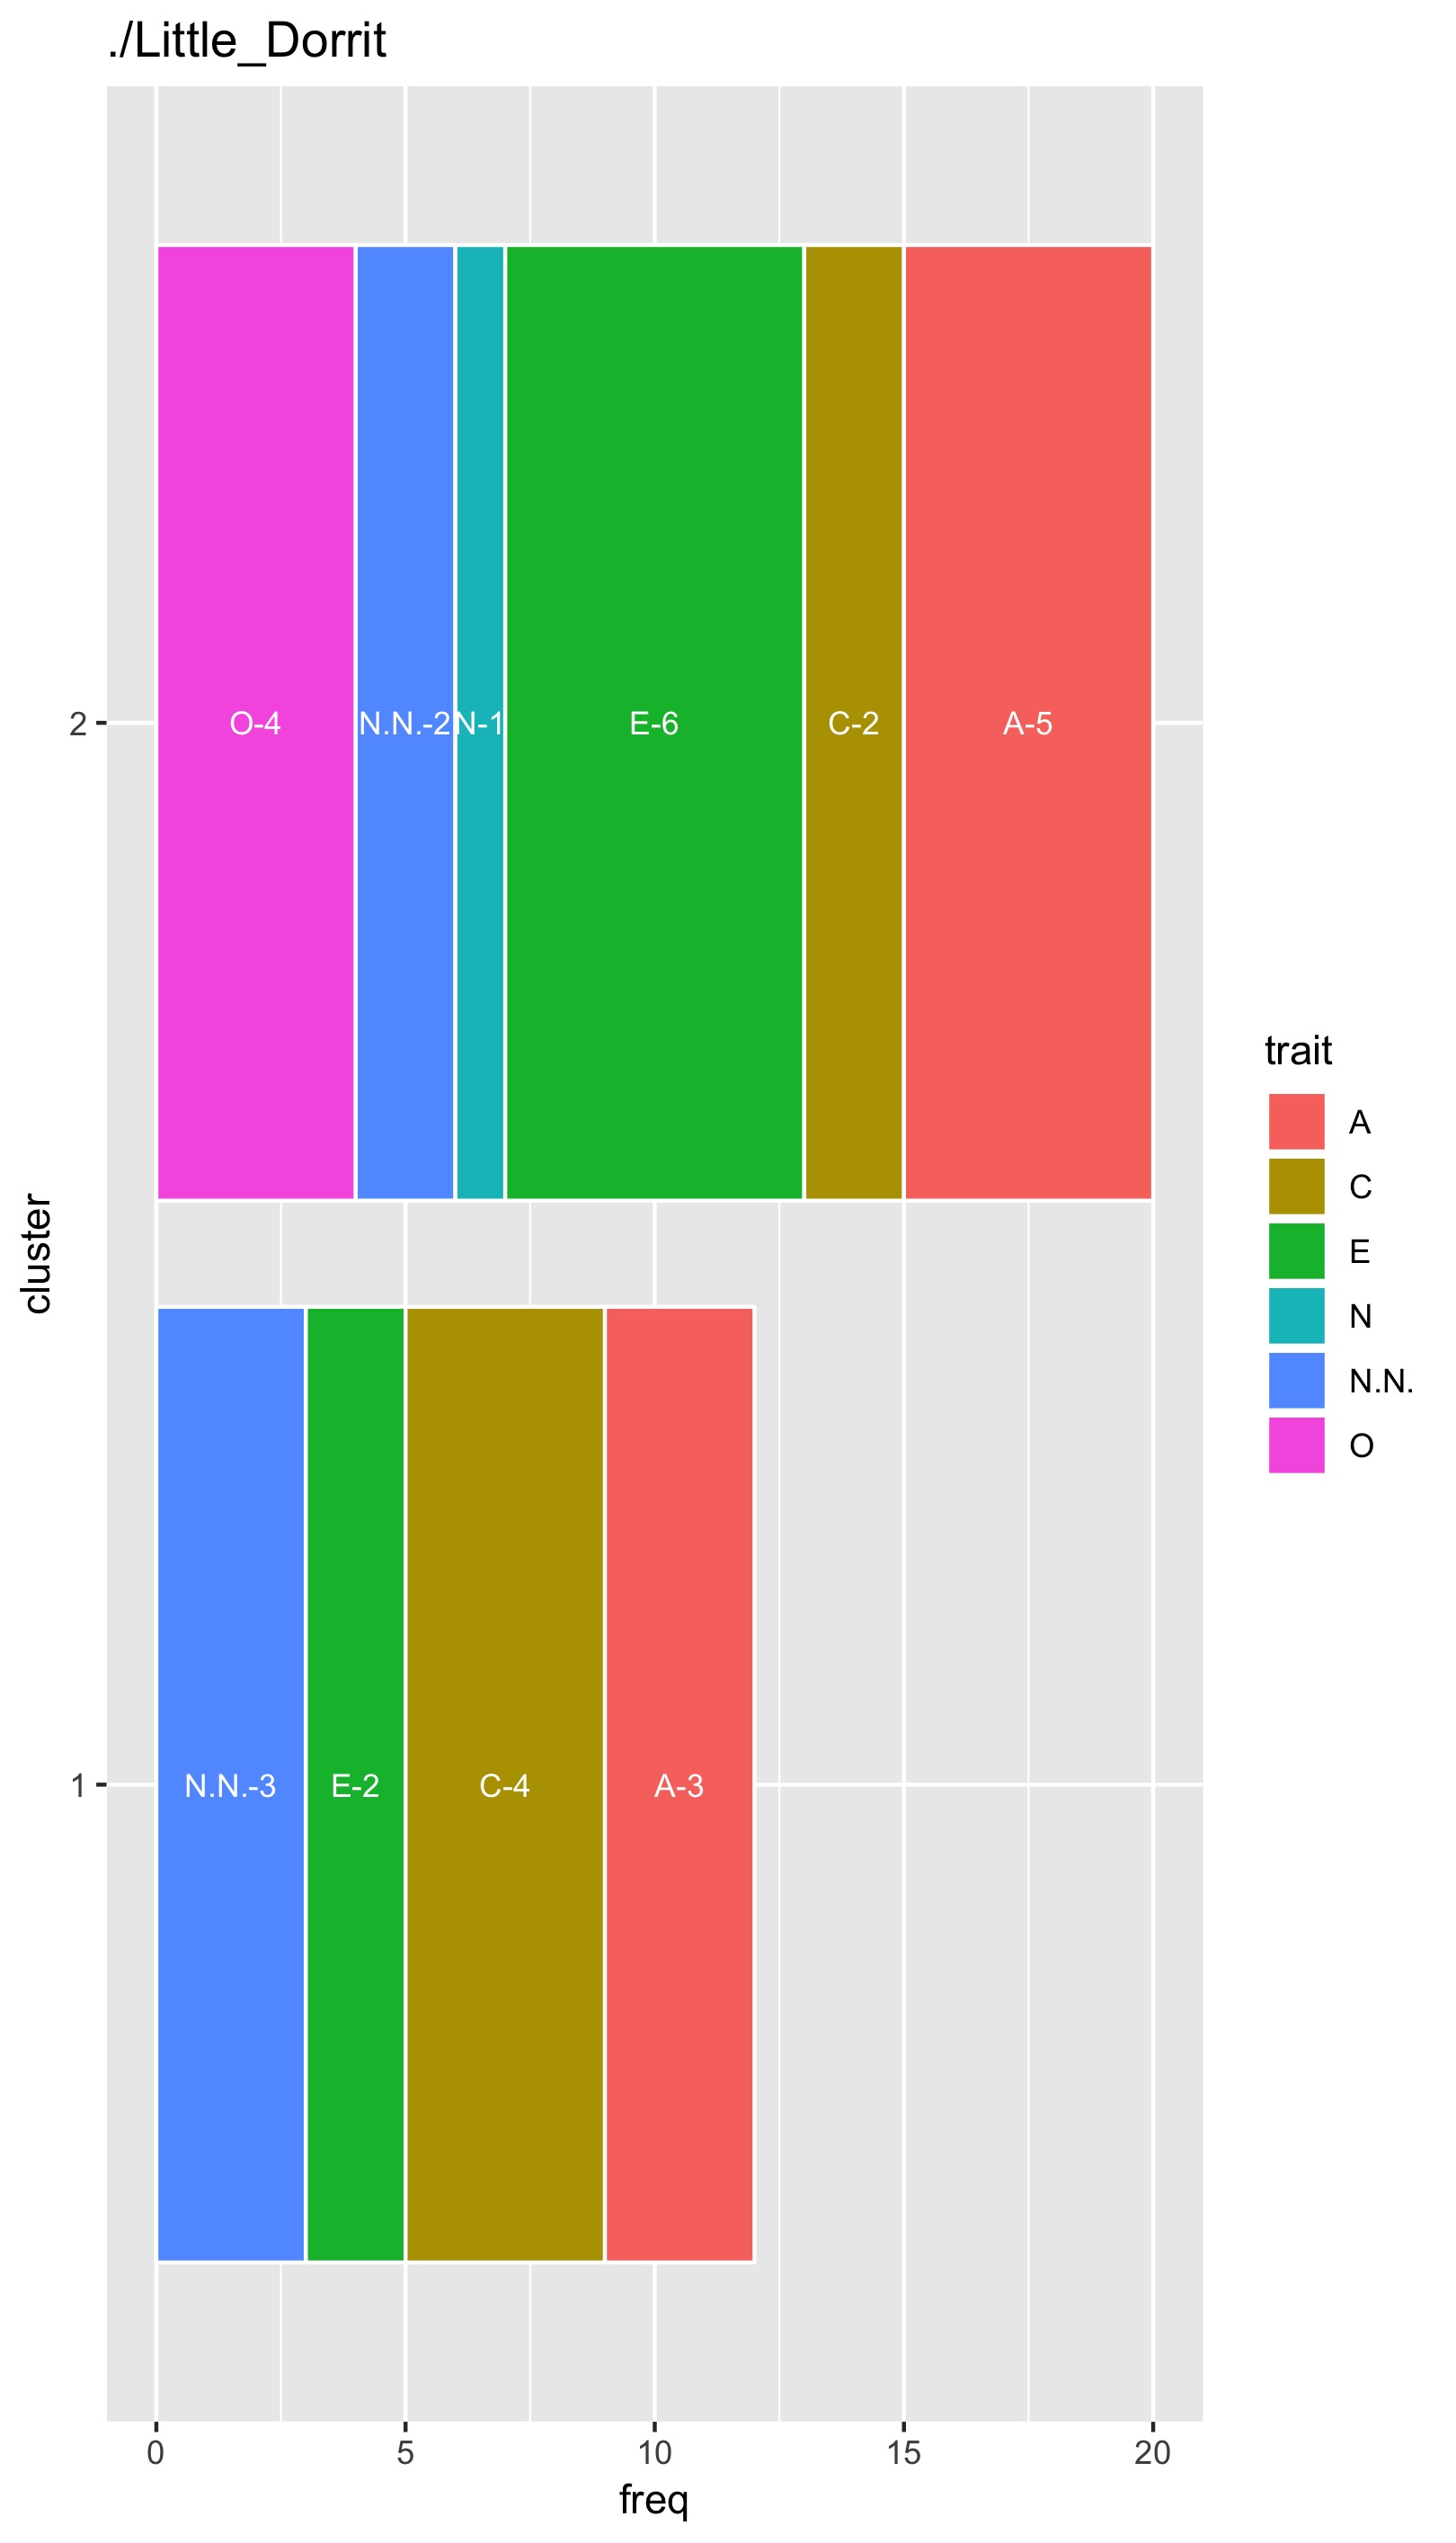 ./Little_Dorrit
2
O-4 N.N.-2 N-1 E-6 C-2 A-5
cluster
1
N.N.-3 E-2 C-4 A-3
0 5 10 15 20
freq
trait
A
C
E
N
N.N.
O